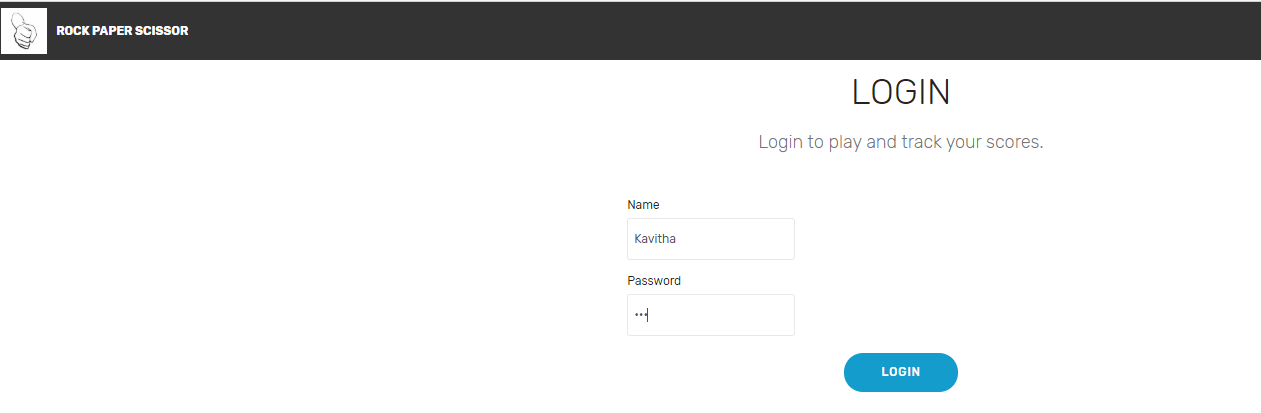 ROCK PAPER SCISSOR
LOGIN
Login to play and track your scores.
Name
Kavitha
Password
•••
LOGIN